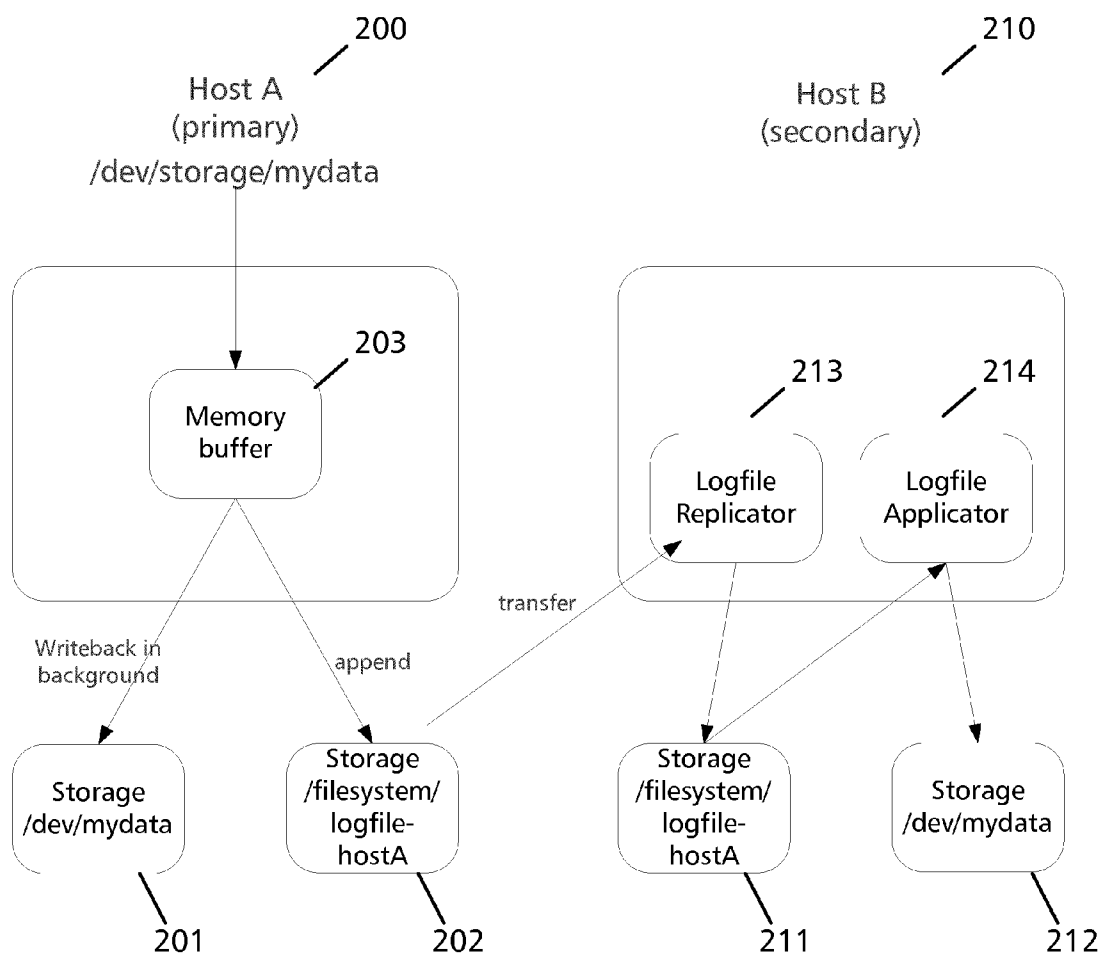 200
Host A
(primary)
/dev/storage/mydata
210
Host B
(secondary)
203
Memory
buffer
213
Logfile
Replicator
214
Logfile
Applicator
transfer
Writeback in
background
append
Storage
/dev/mydata
201
Storage
/filesystem/
logfile-
hostA
202
Storage
/filesystem/
logfile-
hostA
211
Storage
/dev/mydata
212